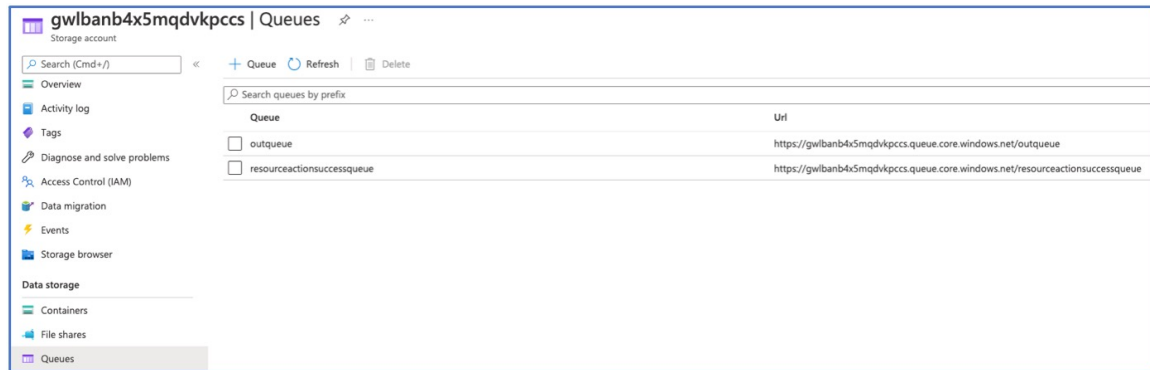 gwlbanb4x5mqdvkpccs | Queues
Storage account
Search (Cmd+/)
Overview
Activity log
Tags
Diagnose and solve problems
Access Control (IAM)
Data migration
Events
Storage browser
Data storage
Containers
File shares
Queues
Queue Refresh Delete
Search queues by prefix
Queue Url
outqueue https://gwlbanb4x5mqdvkpccs.queue.core.windows.net/outqueue
resourceactionsuccessqueue https://gwlbanb4x5mqdvkpccs.queue.core.windows.net/resourceactionsuccessqueue